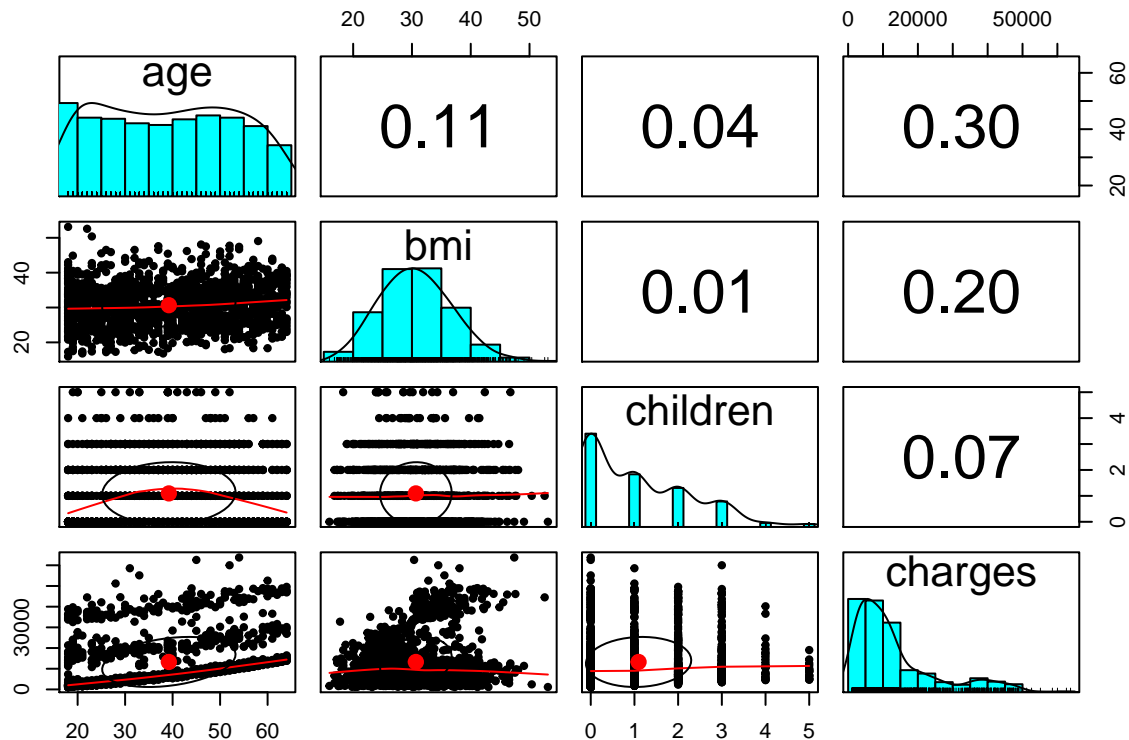 20 30 40 50 0 20000 50000
age 0.11 0.04 0.30 20 40 60
20 40 bmi 0.01 0.20
children 0.07 0 2 4
0 30000 charges
20 30 40 50 60 0 1 2 3 4 5